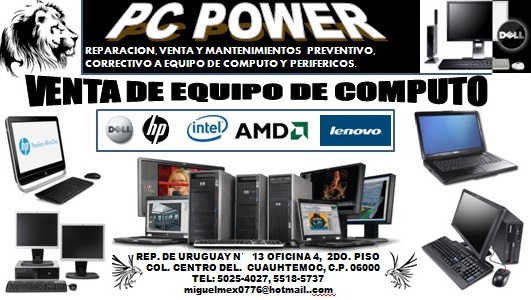 PC POWER
REPARACION, VENTA Y MANTENIMIENTOS PREVENTIVO,
CORRECTIVO A EQUIPO DE COMPUTO Y PERIFERICOS.
DELL
VENTA DE EQUIPO DE COMPUTO
DELL hp intel AMD lenovo
hp
REP. DE URUGUAY N° 13 OFICINA 4, 2DO. PISO
COL. CENTRO DEL. CUAUHTEMOC, C.P. 06000
TEL: 5025-4027, 5518-5737
miguelmex0776@hotmail..com